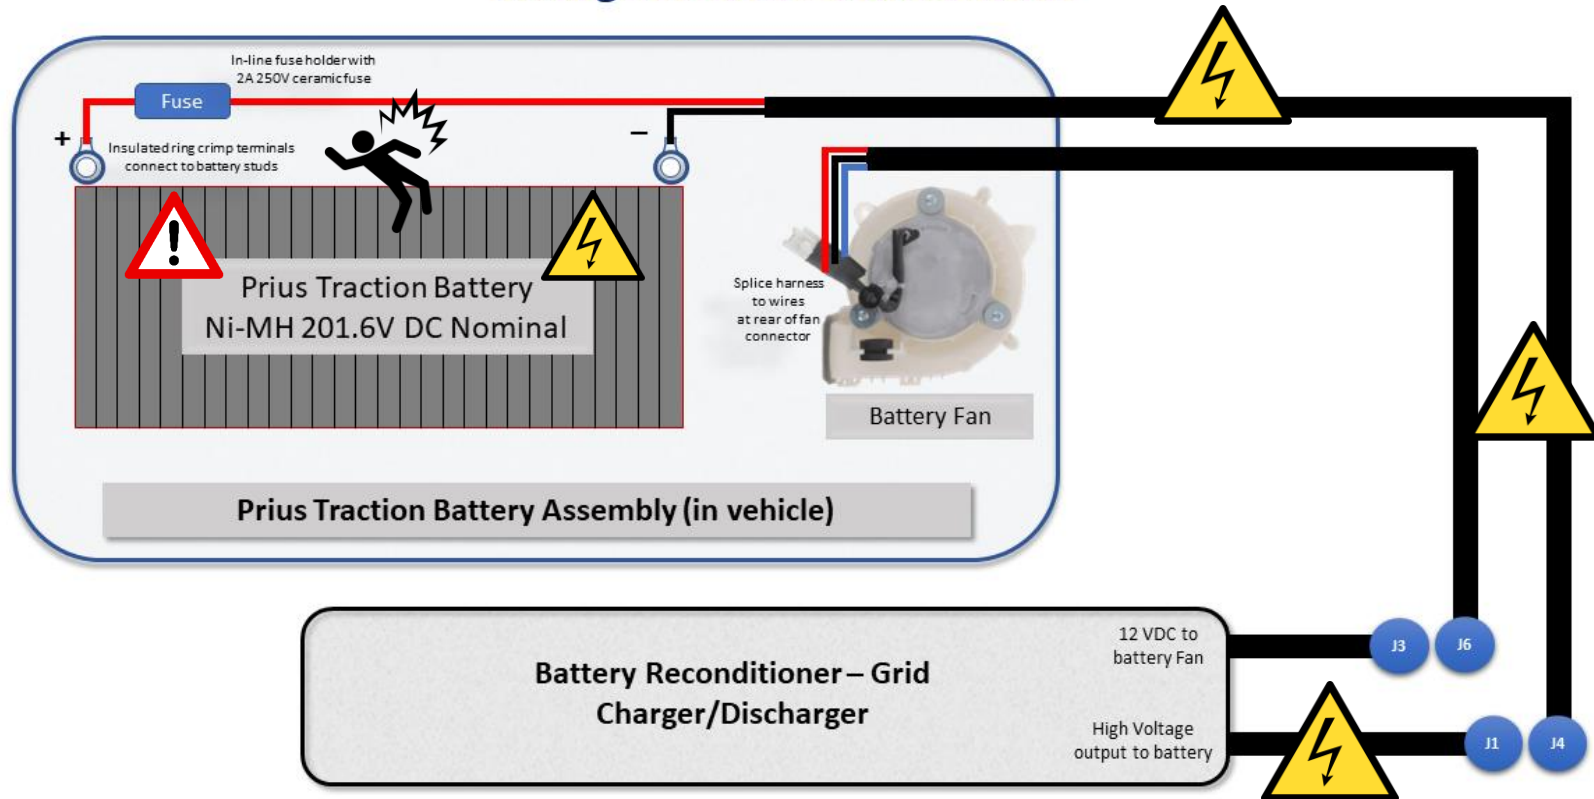 In-line fuse holder with
2A 250V ceramic fuse
Fuse
+
–
Insulated ring crimp terminals
connect to battery studs
Prius Traction Battery
Ni-MH 201.6V DC Nominal
Splice harness
to wires
at rear of fan
connector
Battery Fan
Prius Traction Battery Assembly (in vehicle)
12 VDC to
battery Fan
J3
J6
Battery Reconditioner – Grid
Charger/Discharger
High Voltage
output to battery
J1
J4